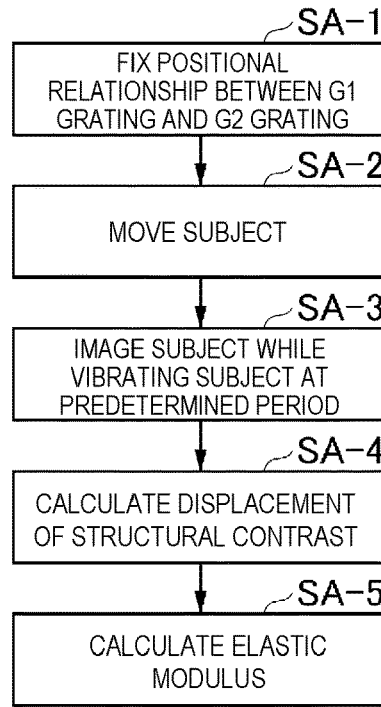 SA-1
FIX POSITIONAL
RELATIONSHIP BETWEEN G1
GRATING AND G2 GRATING
SA-2
MOVE SUBJECT
SA-3
IMAGE SUBJECT WHILE
VIBRATING SUBJECT AT
PREDETERMINED PERIOD
SA-4
CALCULATE DISPLACEMENT
OF STRUCTURAL CONTRAST
SA-5
CALCULATE ELASTIC
MODULUS